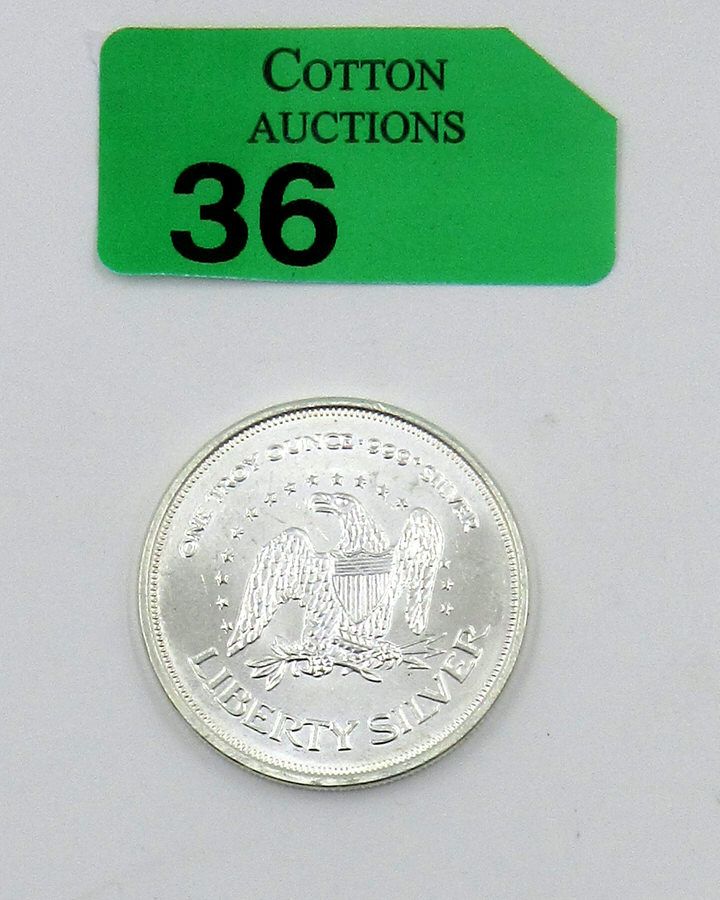 COTTON
AUCTIONS
36
ONE TROY OUNCE · 999 · SILVER
LIBERTY SILVER